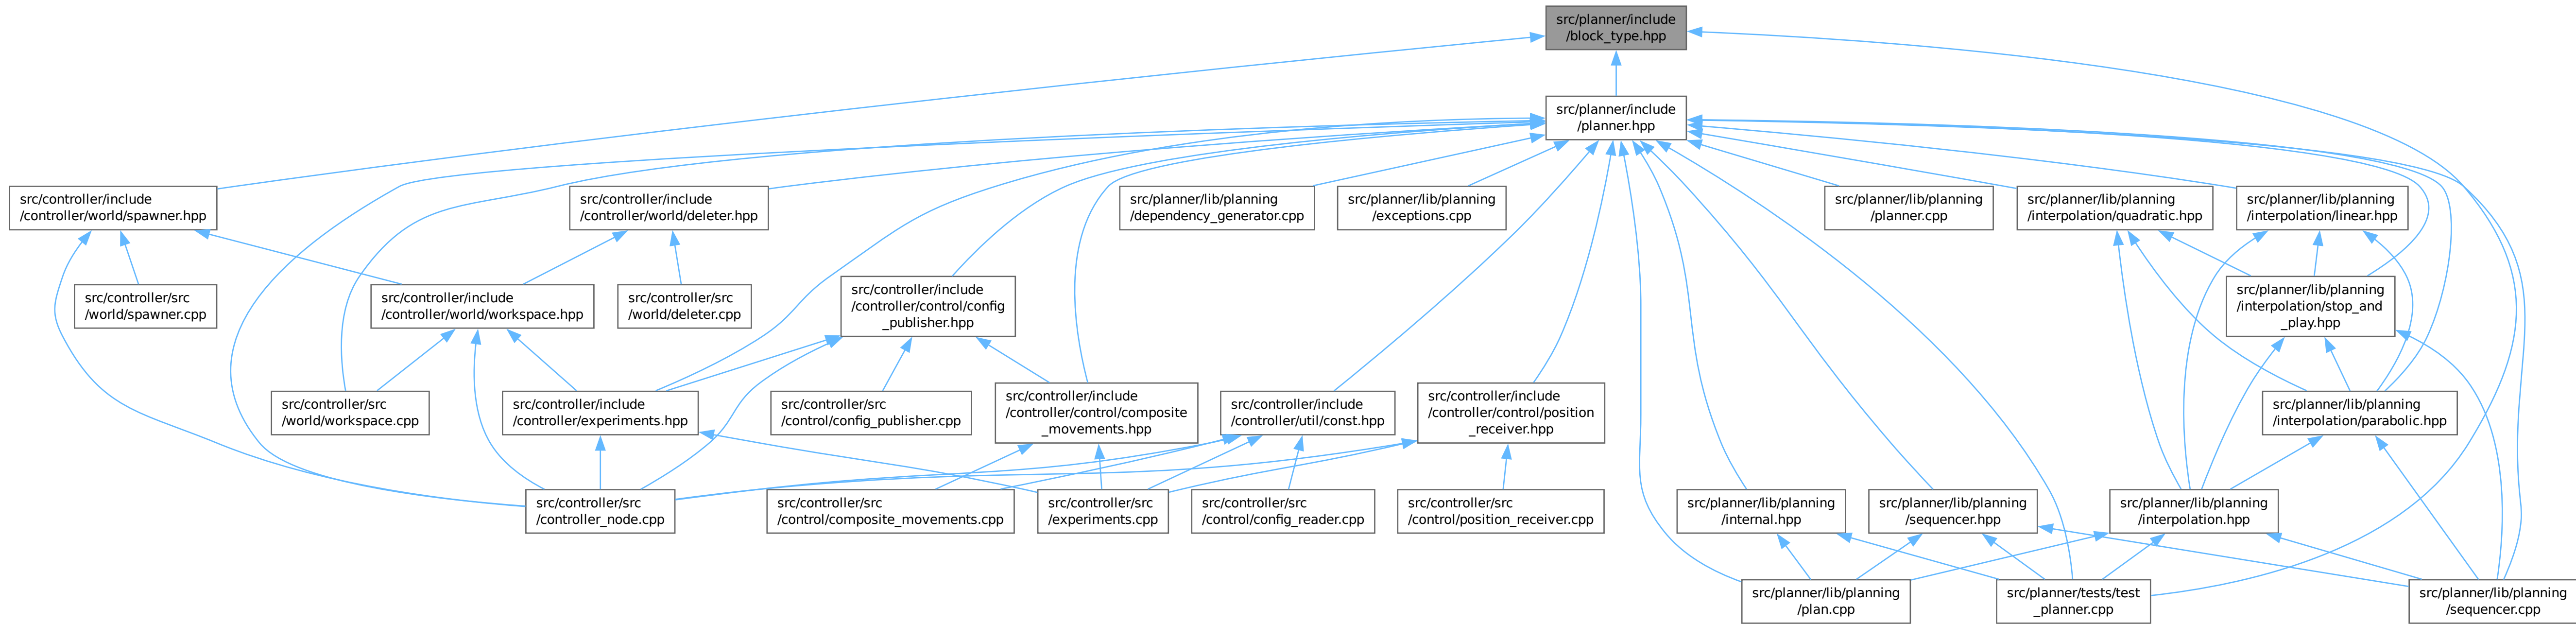 src/planner/include
/block_type.hpp
src/planner/include
/planner.hpp
src/controller/include
/controller/world/spawner.hpp
src/controller/include
/controller/world/deleter.hpp
src/planner/lib/planning
/dependency_generator.cpp
src/planner/lib/planning
/exceptions.cpp
src/planner/lib/planning
/planner.cpp
src/planner/lib/planning
/interpolation/quadratic.hpp
src/planner/lib/planning
/interpolation/linear.hpp
src/controller/src
/world/spawner.cpp
src/controller/include
/controller/world/workspace.hpp
src/controller/src
/world/deleter.cpp
src/controller/include
/controller/control/config
_publisher.hpp
src/planner/lib/planning
/interpolation/stop_and
_play.hpp
src/controller/src
/world/workspace.cpp
src/controller/include
/controller/experiments.hpp
src/controller/src
/control/config_publisher.cpp
src/controller/include
/controller/control/composite
_movements.hpp
src/controller/include
/controller/util/const.hpp
src/controller/include
/controller/control/position
_receiver.hpp
src/planner/lib/planning
/interpolation/parabolic.hpp
src/controller/src
/controller_node.cpp
src/controller/src
/control/composite_movements.cpp
src/controller/src
/experiments.cpp
src/controller/src
/control/config_reader.cpp
src/controller/src
/control/position_receiver.cpp
src/planner/lib/planning
/internal.hpp
src/planner/lib/planning
/sequencer.hpp
src/planner/lib/planning
/interpolation.hpp
src/planner/lib/planning
/plan.cpp
src/planner/tests/test
_planner.cpp
src/planner/lib/planning
/sequencer.cpp